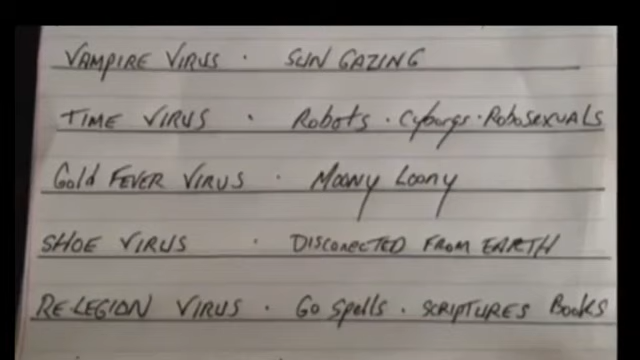 VAMPIRE VIRUS · SUN GAZING
TIME VIRUS · Robots · Cyborgs · RoboSEXUALS
Gold FEVER VIRUS · Moony Loony
SHOE VIRUS · DISCONECTED FROM EARTH
RE·LEGION VIRUS · Go Spells · SCRIPTURES Books